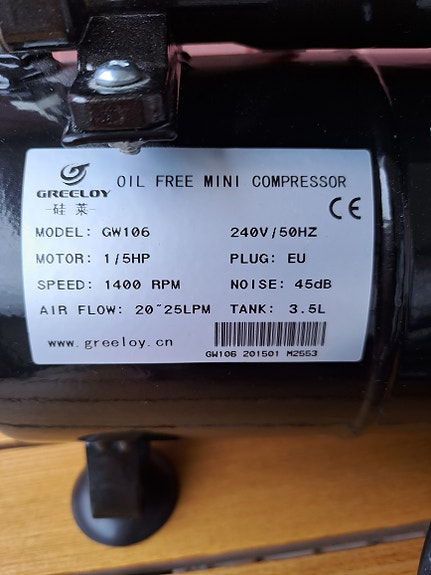 OIL FREE MINI COMPRESSOR
GREELOY
硅莱
CE
MODEL: GW106 240V/50HZ
MOTOR: 1/5HP PLUG: EU
SPEED: 1400 RPM NOISE: 45dB
AIR FLOW: 20~25LPM TANK: 3.5L
www.greeloy.cn
GW106 201501 M2553